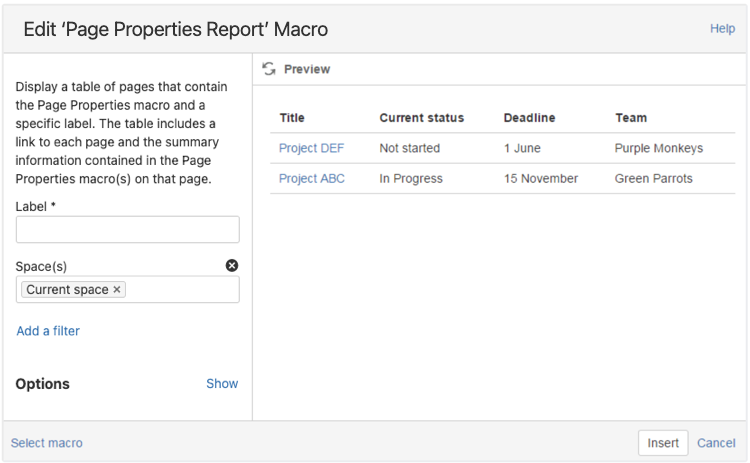 Edit ‘Page Properties Report’ Macro
Help
Display a table of pages that contain
the Page Properties macro and a
specific label. The table includes a
link to each page and the summary
information contained in the Page
Properties macro(s) on that page.
Label *
Space(s)
Current space ×
Add a filter
Options Show
Preview
Title Current status Deadline Team
Project DEF Not started 1 June Purple Monkeys
Project ABC In Progress 15 November Green Parrots
Select macro
Insert Cancel